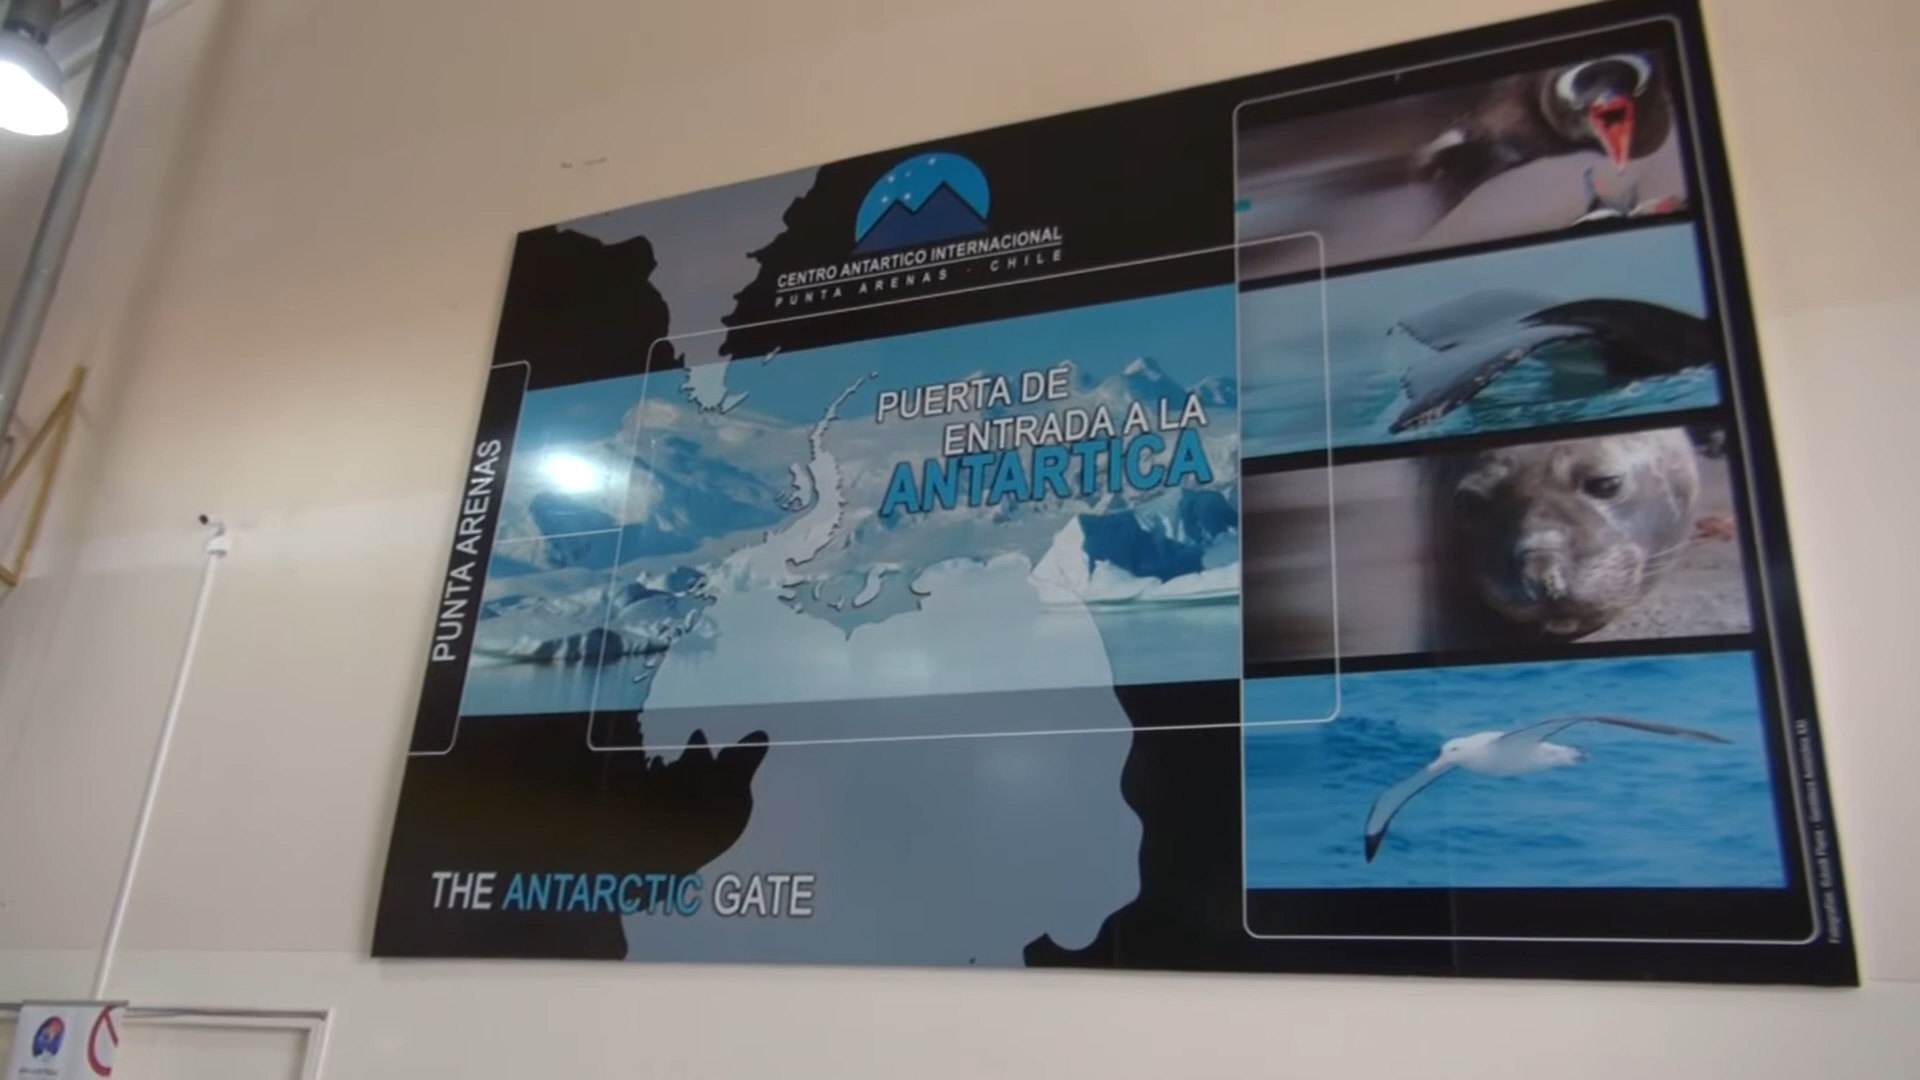 CENTRO ANTARTICO INTERNACIONAL
PUNTA ARENAS - CHILE
PUERTA DE
ENTRADA A LA
ANTARTICA
PUNTA ARENAS
THE ANTARCTIC GATE